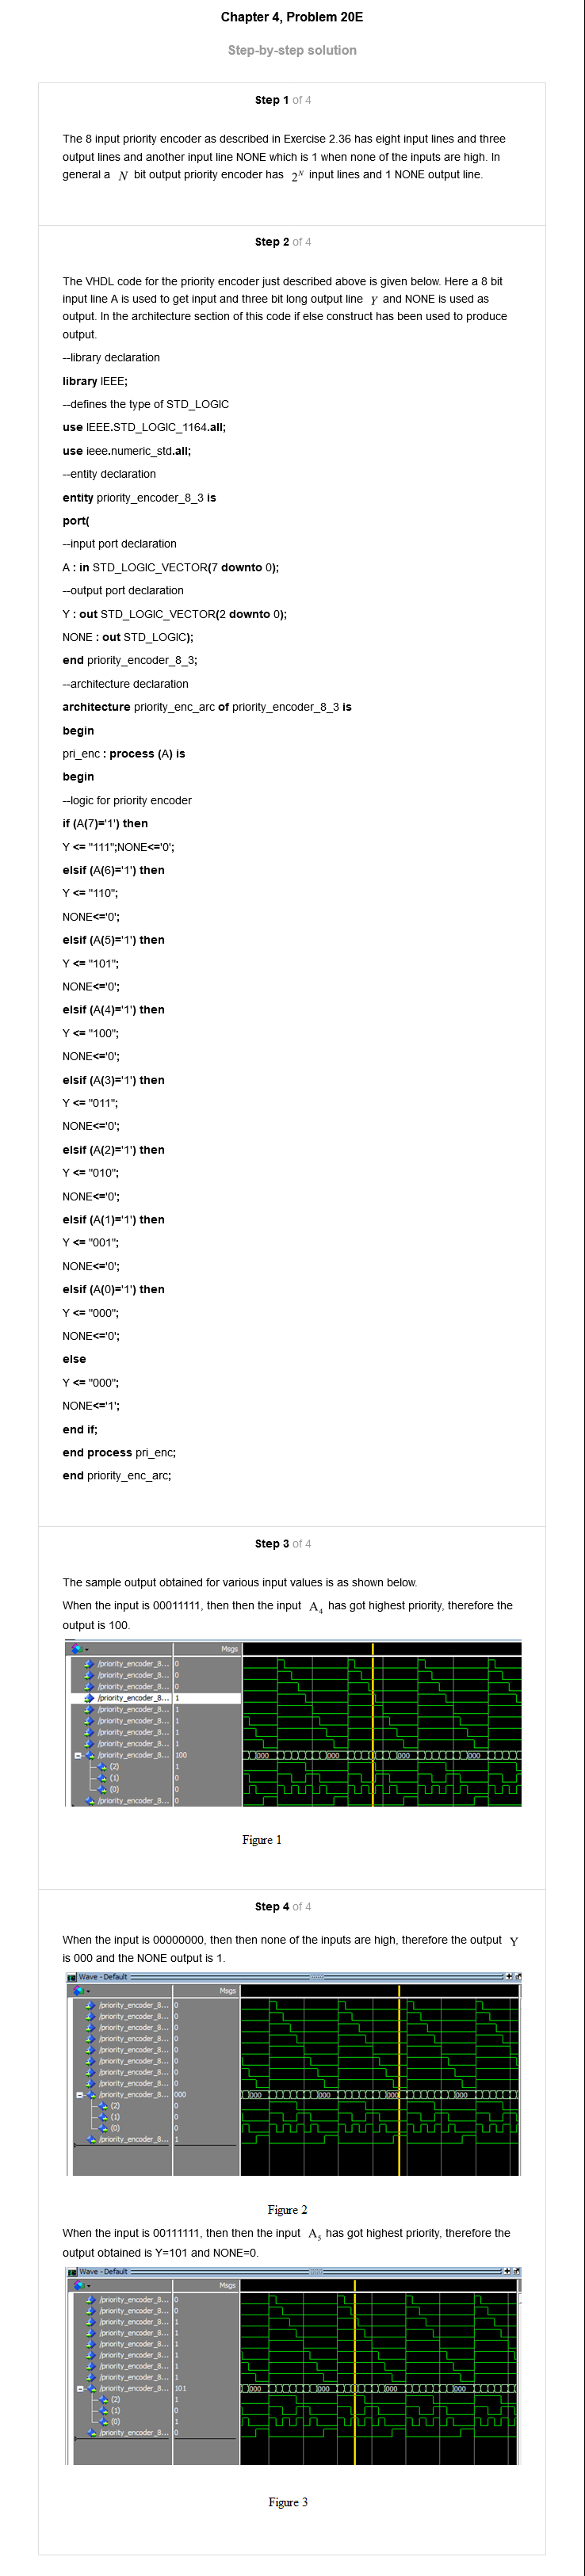 Chapter 4, Problem 20E
Step-by-step solution
Step 1 of 4
The 8 input priority encoder as described in Exercise 2.36 has eight input lines and three
output lines and another input line NONE which is 1 when none of the inputs are high. In
general a N bit output priority encoder has 2^N input lines and 1 NONE output line.
Step 2 of 4
The VHDL code for the priority encoder just described above is given below. Here a 8 bit
input line A is used to get input and three bit long output line Y and NONE is used as
output. In the architecture section of this code if else construct has been used to produce
output.
--library declaration
library IEEE;
--defines the type of STD_LOGIC
use IEEE.STD_LOGIC_1164.all;
use ieee.numeric_std.all;
--entity declaration
entity priority_encoder_8_3 is
port(
--input port declaration
A : in STD_LOGIC_VECTOR(7 downto 0);
--output port declaration
Y : out STD_LOGIC_VECTOR(2 downto 0);
NONE : out STD_LOGIC);
end priority_encoder_8_3;
--architecture declaration
architecture priority_enc_arc of priority_encoder_8_3 is
begin
pri_enc : process (A) is
begin
--logic for priority encoder
if (A(7)='1') then
Y <= "111";NONE<='0';
elsif (A(6)='1') then
Y <= "110";
NONE<='0';
elsif (A(5)='1') then
Y <= "101";
NONE<='0';
elsif (A(4)='1') then
Y <= "100";
NONE<='0';
elsif (A(3)='1') then
Y <= "011";
NONE<='0';
elsif (A(2)='1') then
Y <= "010";
NONE<='0';
elsif (A(1)='1') then
Y <= "001";
NONE<='0';
elsif (A(0)='1') then
Y <= "000";
NONE<='0';
else
Y <= "000";
NONE<='1';
end if;
end process pri_enc;
end priority_enc_arc;
Step 3 of 4
The sample output obtained for various input values is as shown below.
When the input is 00011111, then then the input A₄ has got highest priority, therefore the
output is 100.
Msgs
/priority_encoder_8... 0
/priority_encoder_8... 0
/priority_encoder_8... 0
/priority_encoder_8... 1
/priority_encoder_8... 1
/priority_encoder_8... 1
/priority_encoder_8... 1
/priority_encoder_8... 1
/priority_encoder_8... 100 000 000 000 000
(2) 1
(1) 0
(0) 0
/priority_encoder_8... 0
Figure 1
Step 4 of 4
When the input is 00000000, then then none of the inputs are high, therefore the output Y
is 000 and the NONE output is 1.
Wave - Default
Msgs
/priority_encoder_8... 0
/priority_encoder_8... 0
/priority_encoder_8... 0
/priority_encoder_8... 0
/priority_encoder_8... 0
/priority_encoder_8... 0
/priority_encoder_8... 0
/priority_encoder_8... 0
/priority_encoder_8... 000 000 000 000 000
(2) 0
(1) 0
(0) 0
/priority_encoder_8... 1
Figure 2
When the input is 00111111, then then the input A₅ has got highest priority, therefore the
output obtained is Y=101 and NONE=0.
Wave - Default
Msgs
/priority_encoder_8... 0
/priority_encoder_8... 0
/priority_encoder_8... 1
/priority_encoder_8... 1
/priority_encoder_8... 1
/priority_encoder_8... 1
/priority_encoder_8... 1
/priority_encoder_8... 1
/priority_encoder_8... 101 000 000 000 000
(2) 1
(1) 0
(0) 1
/priority_encoder_8... 0
Figure 3